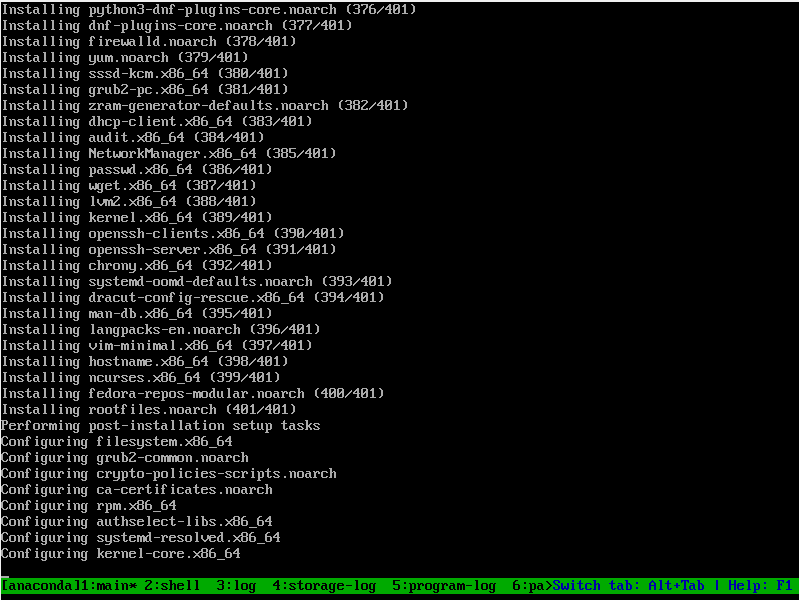 Installing python3-dnf-plugins-core.noarch (376/401)
Installing dnf-plugins-core.noarch (377/401)
Installing firewalld.noarch (378/401)
Installing yum.noarch (379/401)
Installing sssd-kcm.x86_64 (380/401)
Installing grub2-pc.x86_64 (381/401)
Installing zram-generator-defaults.noarch (382/401)
Installing dhcp-client.x86_64 (383/401)
Installing audit.x86_64 (384/401)
Installing NetworkManager.x86_64 (385/401)
Installing passwd.x86_64 (386/401)
Installing wget.x86_64 (387/401)
Installing lvm2.x86_64 (388/401)
Installing kernel.x86_64 (389/401)
Installing openssh-clients.x86_64 (390/401)
Installing openssh-server.x86_64 (391/401)
Installing chrony.x86_64 (392/401)
Installing systemd-oomd-defaults.noarch (393/401)
Installing dracut-config-rescue.x86_64 (394/401)
Installing man-db.x86_64 (395/401)
Installing langpacks-en.noarch (396/401)
Installing vim-minimal.x86_64 (397/401)
Installing hostname.x86_64 (398/401)
Installing ncurses.x86_64 (399/401)
Installing fedora-repos-modular.noarch (400/401)
Installing rootfiles.noarch (401/401)
Performing post-installation setup tasks
Configuring filesystem.x86_64
Configuring grub2-common.noarch
Configuring crypto-policies-scripts.noarch
Configuring ca-certificates.noarch
Configuring rpm.x86_64
Configuring authselect-libs.x86_64
Configuring systemd-resolved.x86_64
Configuring kernel-core.x86_64
[anaconda]1:main* 2:shell  3:log  4:storage-log  5:program-log  6:pa>Switch tab: Alt+Tab | Help: F1